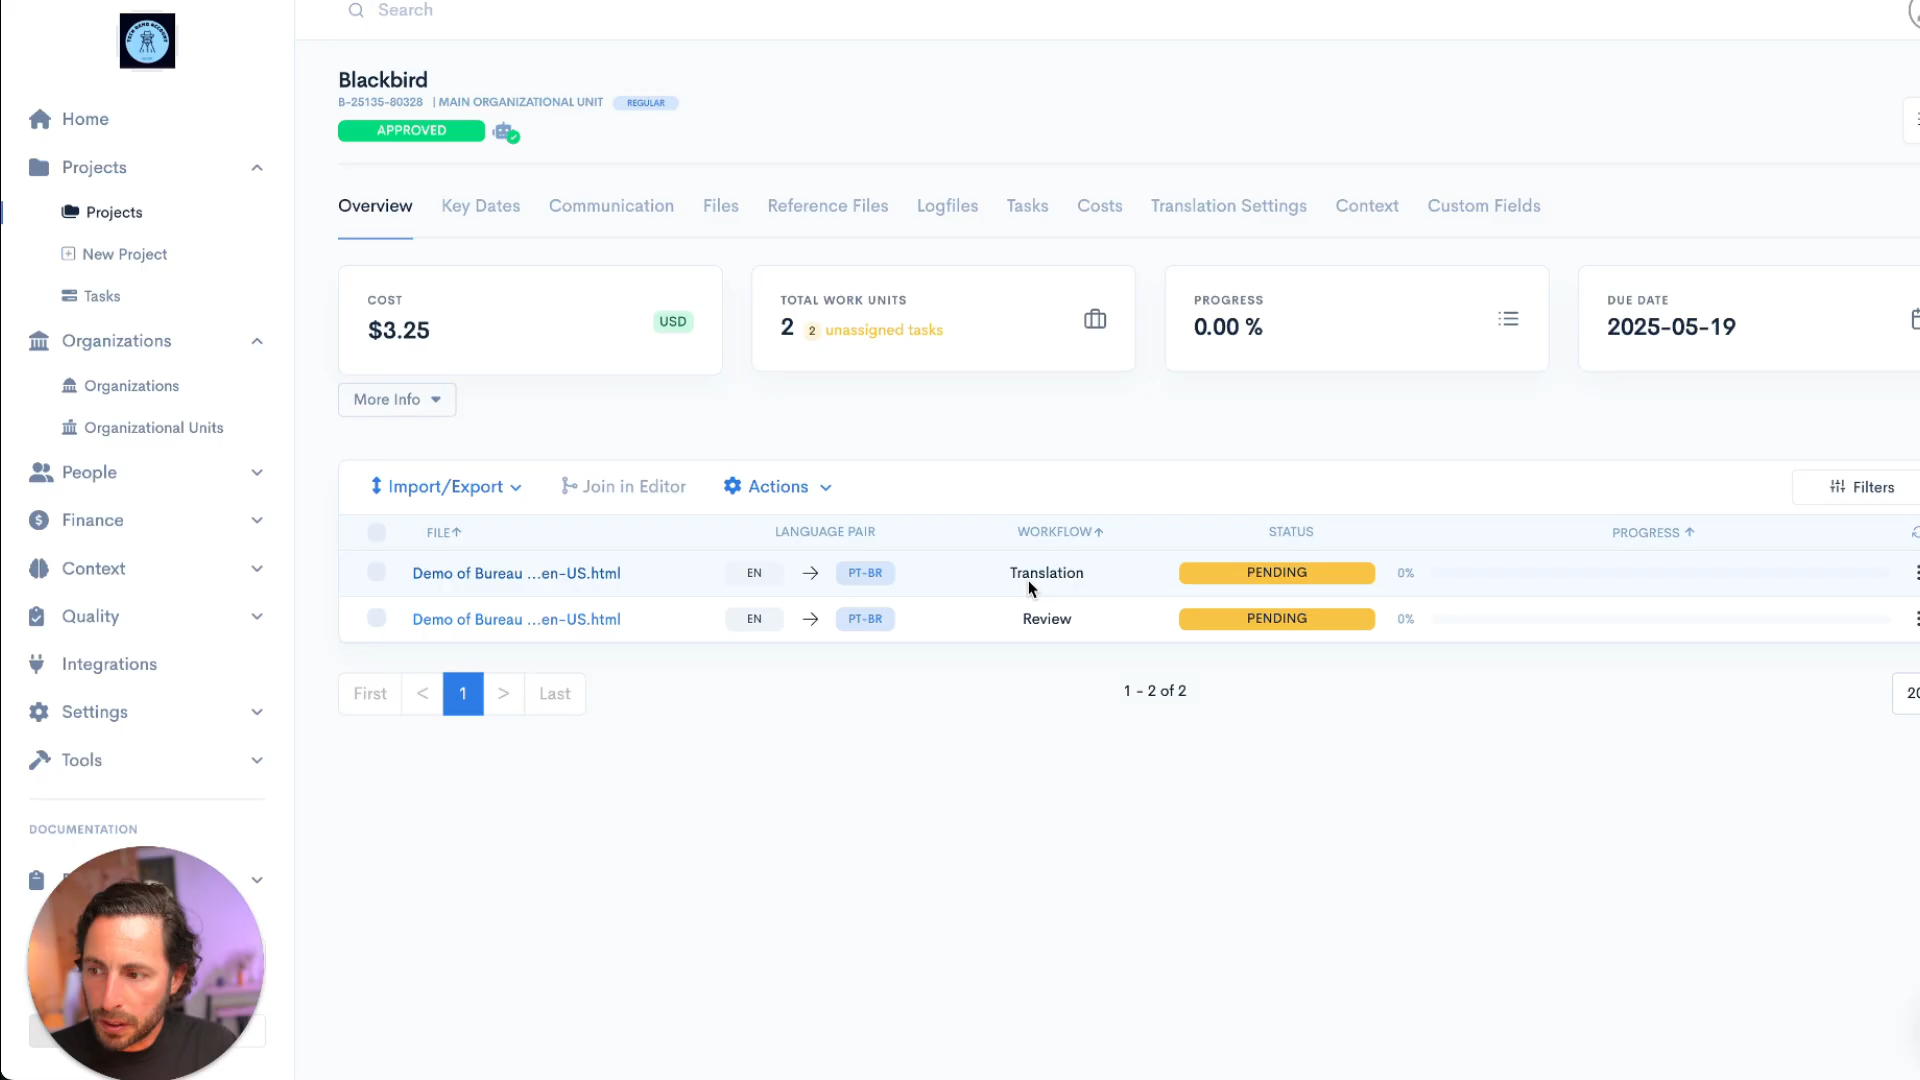 Search
Home
Projects
Projects
New Project
Tasks
Organizations
Organizations
Organizational Units
People
Finance
Context
Quality
Integrations
Settings
Tools
DOCUMENTATION
Blackbird
B-25135-80328 | MAIN ORGANIZATIONAL UNIT REGULAR
APPROVED
Overview Key Dates Communication Files Reference Files Logfiles Tasks Costs Translation Settings Context Custom Fields
COST
$3.25 USD
TOTAL WORK UNITS
2 2 unassigned tasks
PROGRESS
0.00 %
DUE DATE
2025-05-19
More Info
Import/Export Join in Editor Actions Filters
FILE↑ LANGUAGE PAIR WORKFLOW↑ STATUS PROGRESS ↑
Demo of Bureau ...en-US.html EN → PT-BR Translation PENDING 0%
Demo of Bureau ...en-US.html EN → PT-BR Review PENDING 0%
First < 1 > Last 1 - 2 of 2